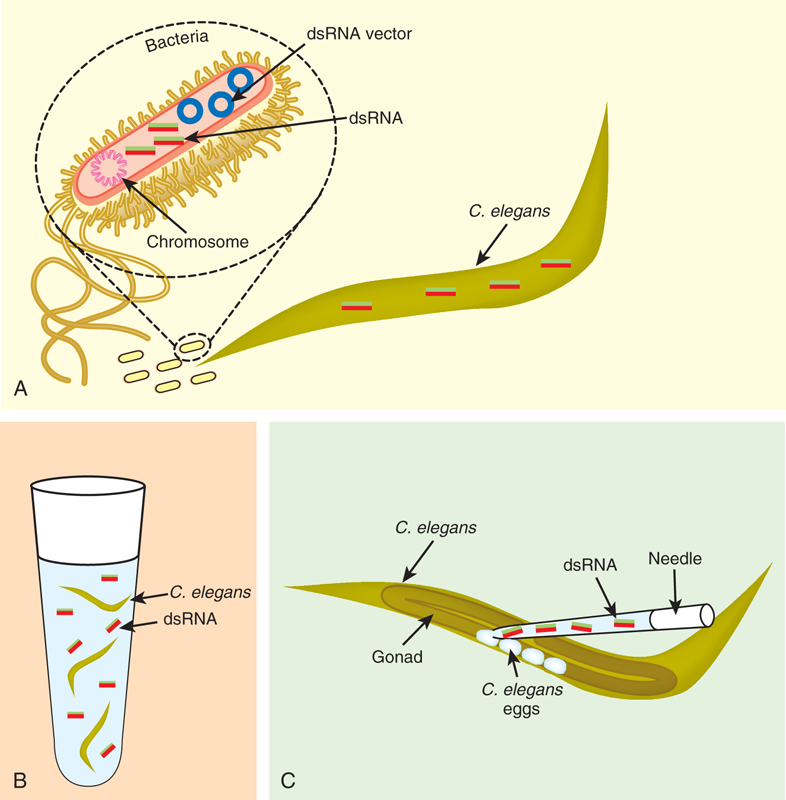 Bacteria
dsRNA vector
dsRNA
Chromosome
C. elegans
A
C. elegans
dsRNA
B
C. elegans
dsRNA
Needle
Gonad
C. elegans
eggs
C